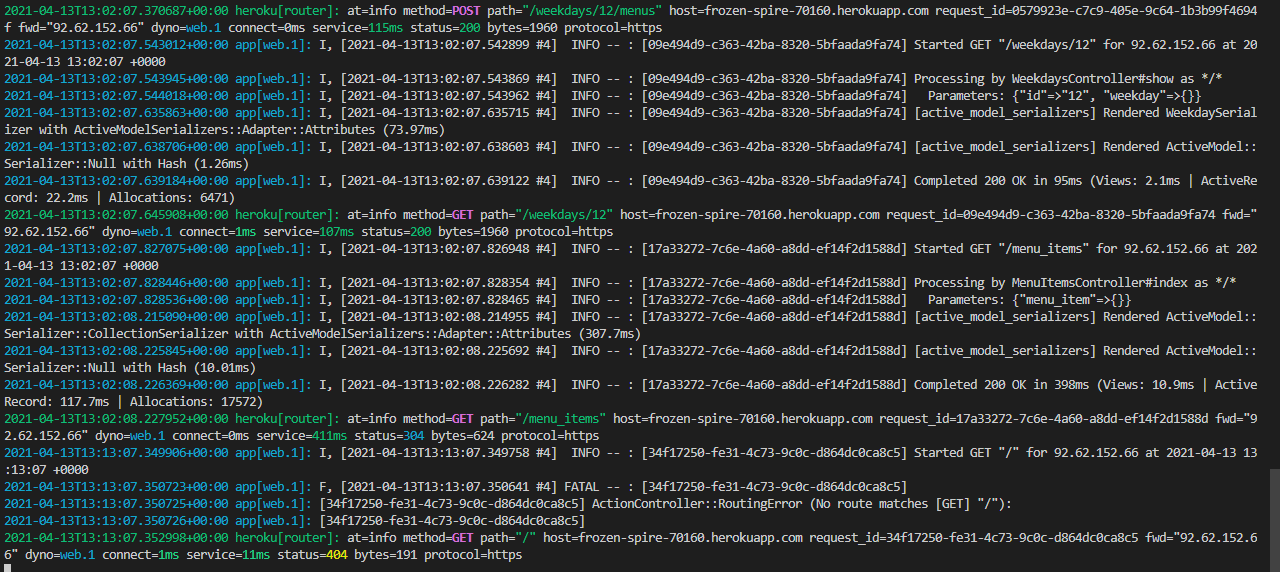 2021-04-13T13:02:07.370687+00:00 heroku[router]: at=info method=POST path="/weekdays/12/menus" host=frozen-spire-70160.herokuapp.com request_id=0579923e-c7c9-405e-9c64-1b3b99f4694
f fwd="92.62.152.66" dyno=web.1 connect=0ms service=115ms status=200 bytes=1960 protocol=https
2021-04-13T13:02:07.543012+00:00 app[web.1]: I, [2021-04-13T13:02:07.542899 #4]  INFO -- : [09e494d9-c363-42ba-8320-5bfaada9fa74] Started GET "/weekdays/12" for 92.62.152.66 at 20
21-04-13 13:02:07 +0000
2021-04-13T13:02:07.543945+00:00 app[web.1]: I, [2021-04-13T13:02:07.543869 #4]  INFO -- : [09e494d9-c363-42ba-8320-5bfaada9fa74] Processing by WeekdaysController#show as */*
2021-04-13T13:02:07.544018+00:00 app[web.1]: I, [2021-04-13T13:02:07.543962 #4]  INFO -- : [09e494d9-c363-42ba-8320-5bfaada9fa74]   Parameters: {"id"=>"12", "weekday"=>{}}
2021-04-13T13:02:07.635863+00:00 app[web.1]: I, [2021-04-13T13:02:07.635715 #4]  INFO -- : [09e494d9-c363-42ba-8320-5bfaada9fa74] [active_model_serializers] Rendered WeekdaySerial
izer with ActiveModelSerializers::Adapter::Attributes (73.97ms)
2021-04-13T13:02:07.638706+00:00 app[web.1]: I, [2021-04-13T13:02:07.638603 #4]  INFO -- : [09e494d9-c363-42ba-8320-5bfaada9fa74] [active_model_serializers] Rendered ActiveModel::
Serializer::Null with Hash (1.26ms)
2021-04-13T13:02:07.639184+00:00 app[web.1]: I, [2021-04-13T13:02:07.639122 #4]  INFO -- : [09e494d9-c363-42ba-8320-5bfaada9fa74] Completed 200 OK in 95ms (Views: 2.1ms | ActiveRe
cord: 22.2ms | Allocations: 6471)
2021-04-13T13:02:07.645908+00:00 heroku[router]: at=info method=GET path="/weekdays/12" host=frozen-spire-70160.herokuapp.com request_id=09e494d9-c363-42ba-8320-5bfaada9fa74 fwd="
92.62.152.66" dyno=web.1 connect=1ms service=107ms status=200 bytes=1960 protocol=https
2021-04-13T13:02:07.827075+00:00 app[web.1]: I, [2021-04-13T13:02:07.826948 #4]  INFO -- : [17a33272-7c6e-4a60-a8dd-ef14f2d1588d] Started GET "/menu_items" for 92.62.152.66 at 202
1-04-13 13:02:07 +0000
2021-04-13T13:02:07.828446+00:00 app[web.1]: I, [2021-04-13T13:02:07.828354 #4]  INFO -- : [17a33272-7c6e-4a60-a8dd-ef14f2d1588d] Processing by MenuItemsController#index as */*
2021-04-13T13:02:07.828536+00:00 app[web.1]: I, [2021-04-13T13:02:07.828465 #4]  INFO -- : [17a33272-7c6e-4a60-a8dd-ef14f2d1588d]   Parameters: {"menu_item"=>{}}
2021-04-13T13:02:08.215090+00:00 app[web.1]: I, [2021-04-13T13:02:08.214955 #4]  INFO -- : [17a33272-7c6e-4a60-a8dd-ef14f2d1588d] [active_model_serializers] Rendered ActiveModel::
Serializer::CollectionSerializer with ActiveModelSerializers::Adapter::Attributes (307.7ms)
2021-04-13T13:02:08.225845+00:00 app[web.1]: I, [2021-04-13T13:02:08.225692 #4]  INFO -- : [17a33272-7c6e-4a60-a8dd-ef14f2d1588d] [active_model_serializers] Rendered ActiveModel::
Serializer::Null with Hash (10.01ms)
2021-04-13T13:02:08.226369+00:00 app[web.1]: I, [2021-04-13T13:02:08.226282 #4]  INFO -- : [17a33272-7c6e-4a60-a8dd-ef14f2d1588d] Completed 200 OK in 398ms (Views: 10.9ms | Active
Record: 117.7ms | Allocations: 17572)
2021-04-13T13:02:08.227952+00:00 heroku[router]: at=info method=GET path="/menu_items" host=frozen-spire-70160.herokuapp.com request_id=17a33272-7c6e-4a60-a8dd-ef14f2d1588d fwd="9
2.62.152.66" dyno=web.1 connect=0ms service=411ms status=304 bytes=624 protocol=https
2021-04-13T13:13:07.349906+00:00 app[web.1]: I, [2021-04-13T13:13:07.349758 #4]  INFO -- : [34f17250-fe31-4c73-9c0c-d864dc0ca8c5] Started GET "/" for 92.62.152.66 at 2021-04-13 13
:13:07 +0000
2021-04-13T13:13:07.350723+00:00 app[web.1]: F, [2021-04-13T13:13:07.350641 #4] FATAL -- : [34f17250-fe31-4c73-9c0c-d864dc0ca8c5]
2021-04-13T13:13:07.350725+00:00 app[web.1]: [34f17250-fe31-4c73-9c0c-d864dc0ca8c5] ActionController::RoutingError (No route matches [GET] "/"):
2021-04-13T13:13:07.350726+00:00 app[web.1]: [34f17250-fe31-4c73-9c0c-d864dc0ca8c5]
2021-04-13T13:13:07.352998+00:00 heroku[router]: at=info method=GET path="/" host=frozen-spire-70160.herokuapp.com request_id=34f17250-fe31-4c73-9c0c-d864dc0ca8c5 fwd="92.62.152.6
6" dyno=web.1 connect=1ms service=11ms status=404 bytes=191 protocol=https